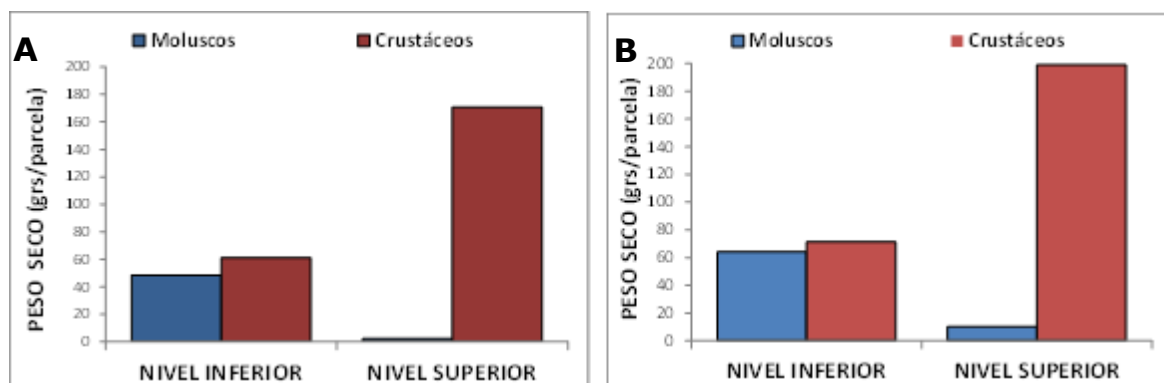 A
Moluscos Crustáceos
PESO SECO (grs/parcela)
200
180
160
140
120
100
80
60
40
20
0
NIVEL INFERIOR NIVEL SUPERIOR
B
Moluscos Crustáceos
PESO SECO (grs/parcela)
200
180
160
140
120
100
80
60
40
20
0
NIVEL INFERIOR NIVEL SUPERIOR